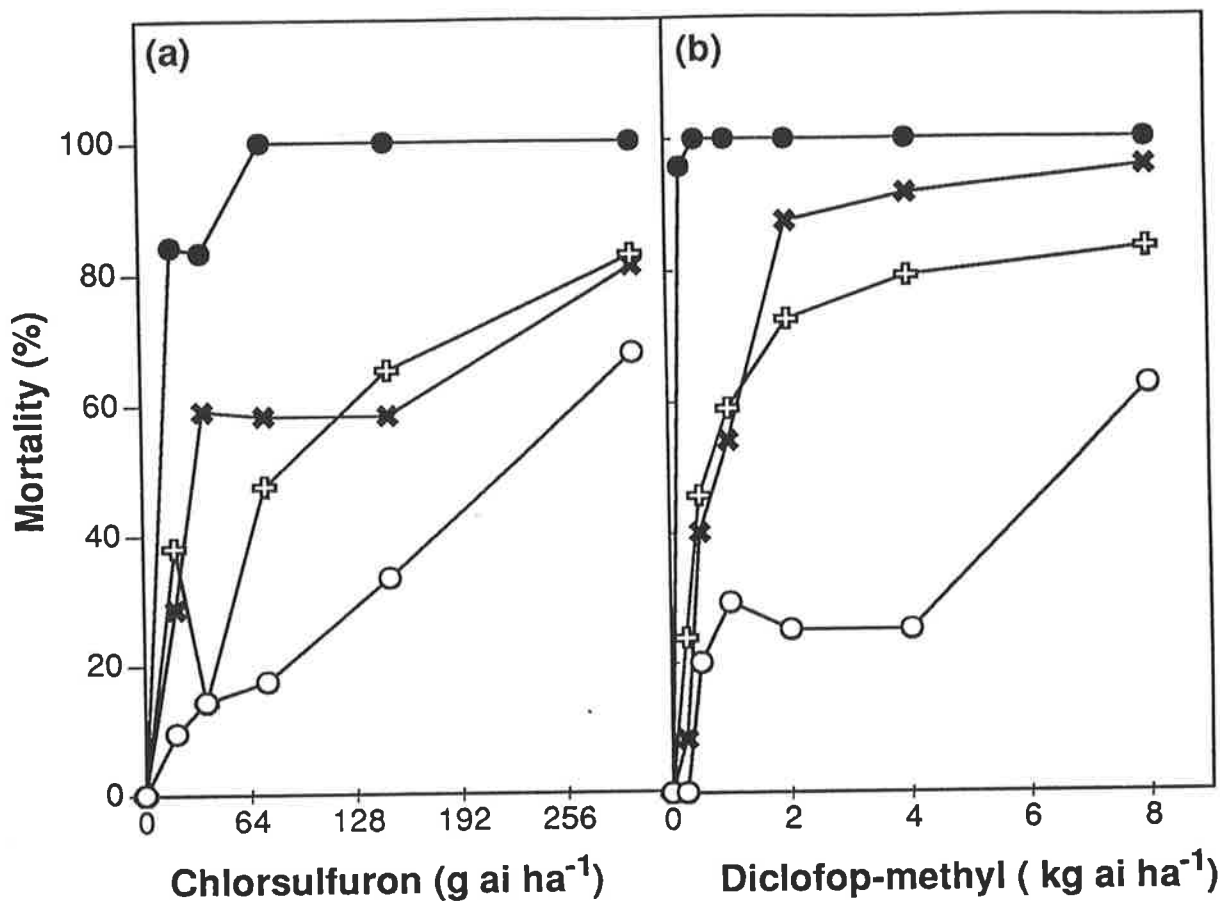 (a)
(b)
100
80
60
40
20
0
Mortality (%)
0 64 128 192 256
0 2 4 6 8
Chlorsulfuron (g ai ha⁻¹)
Diclofop-methyl ( kg ai ha⁻¹)